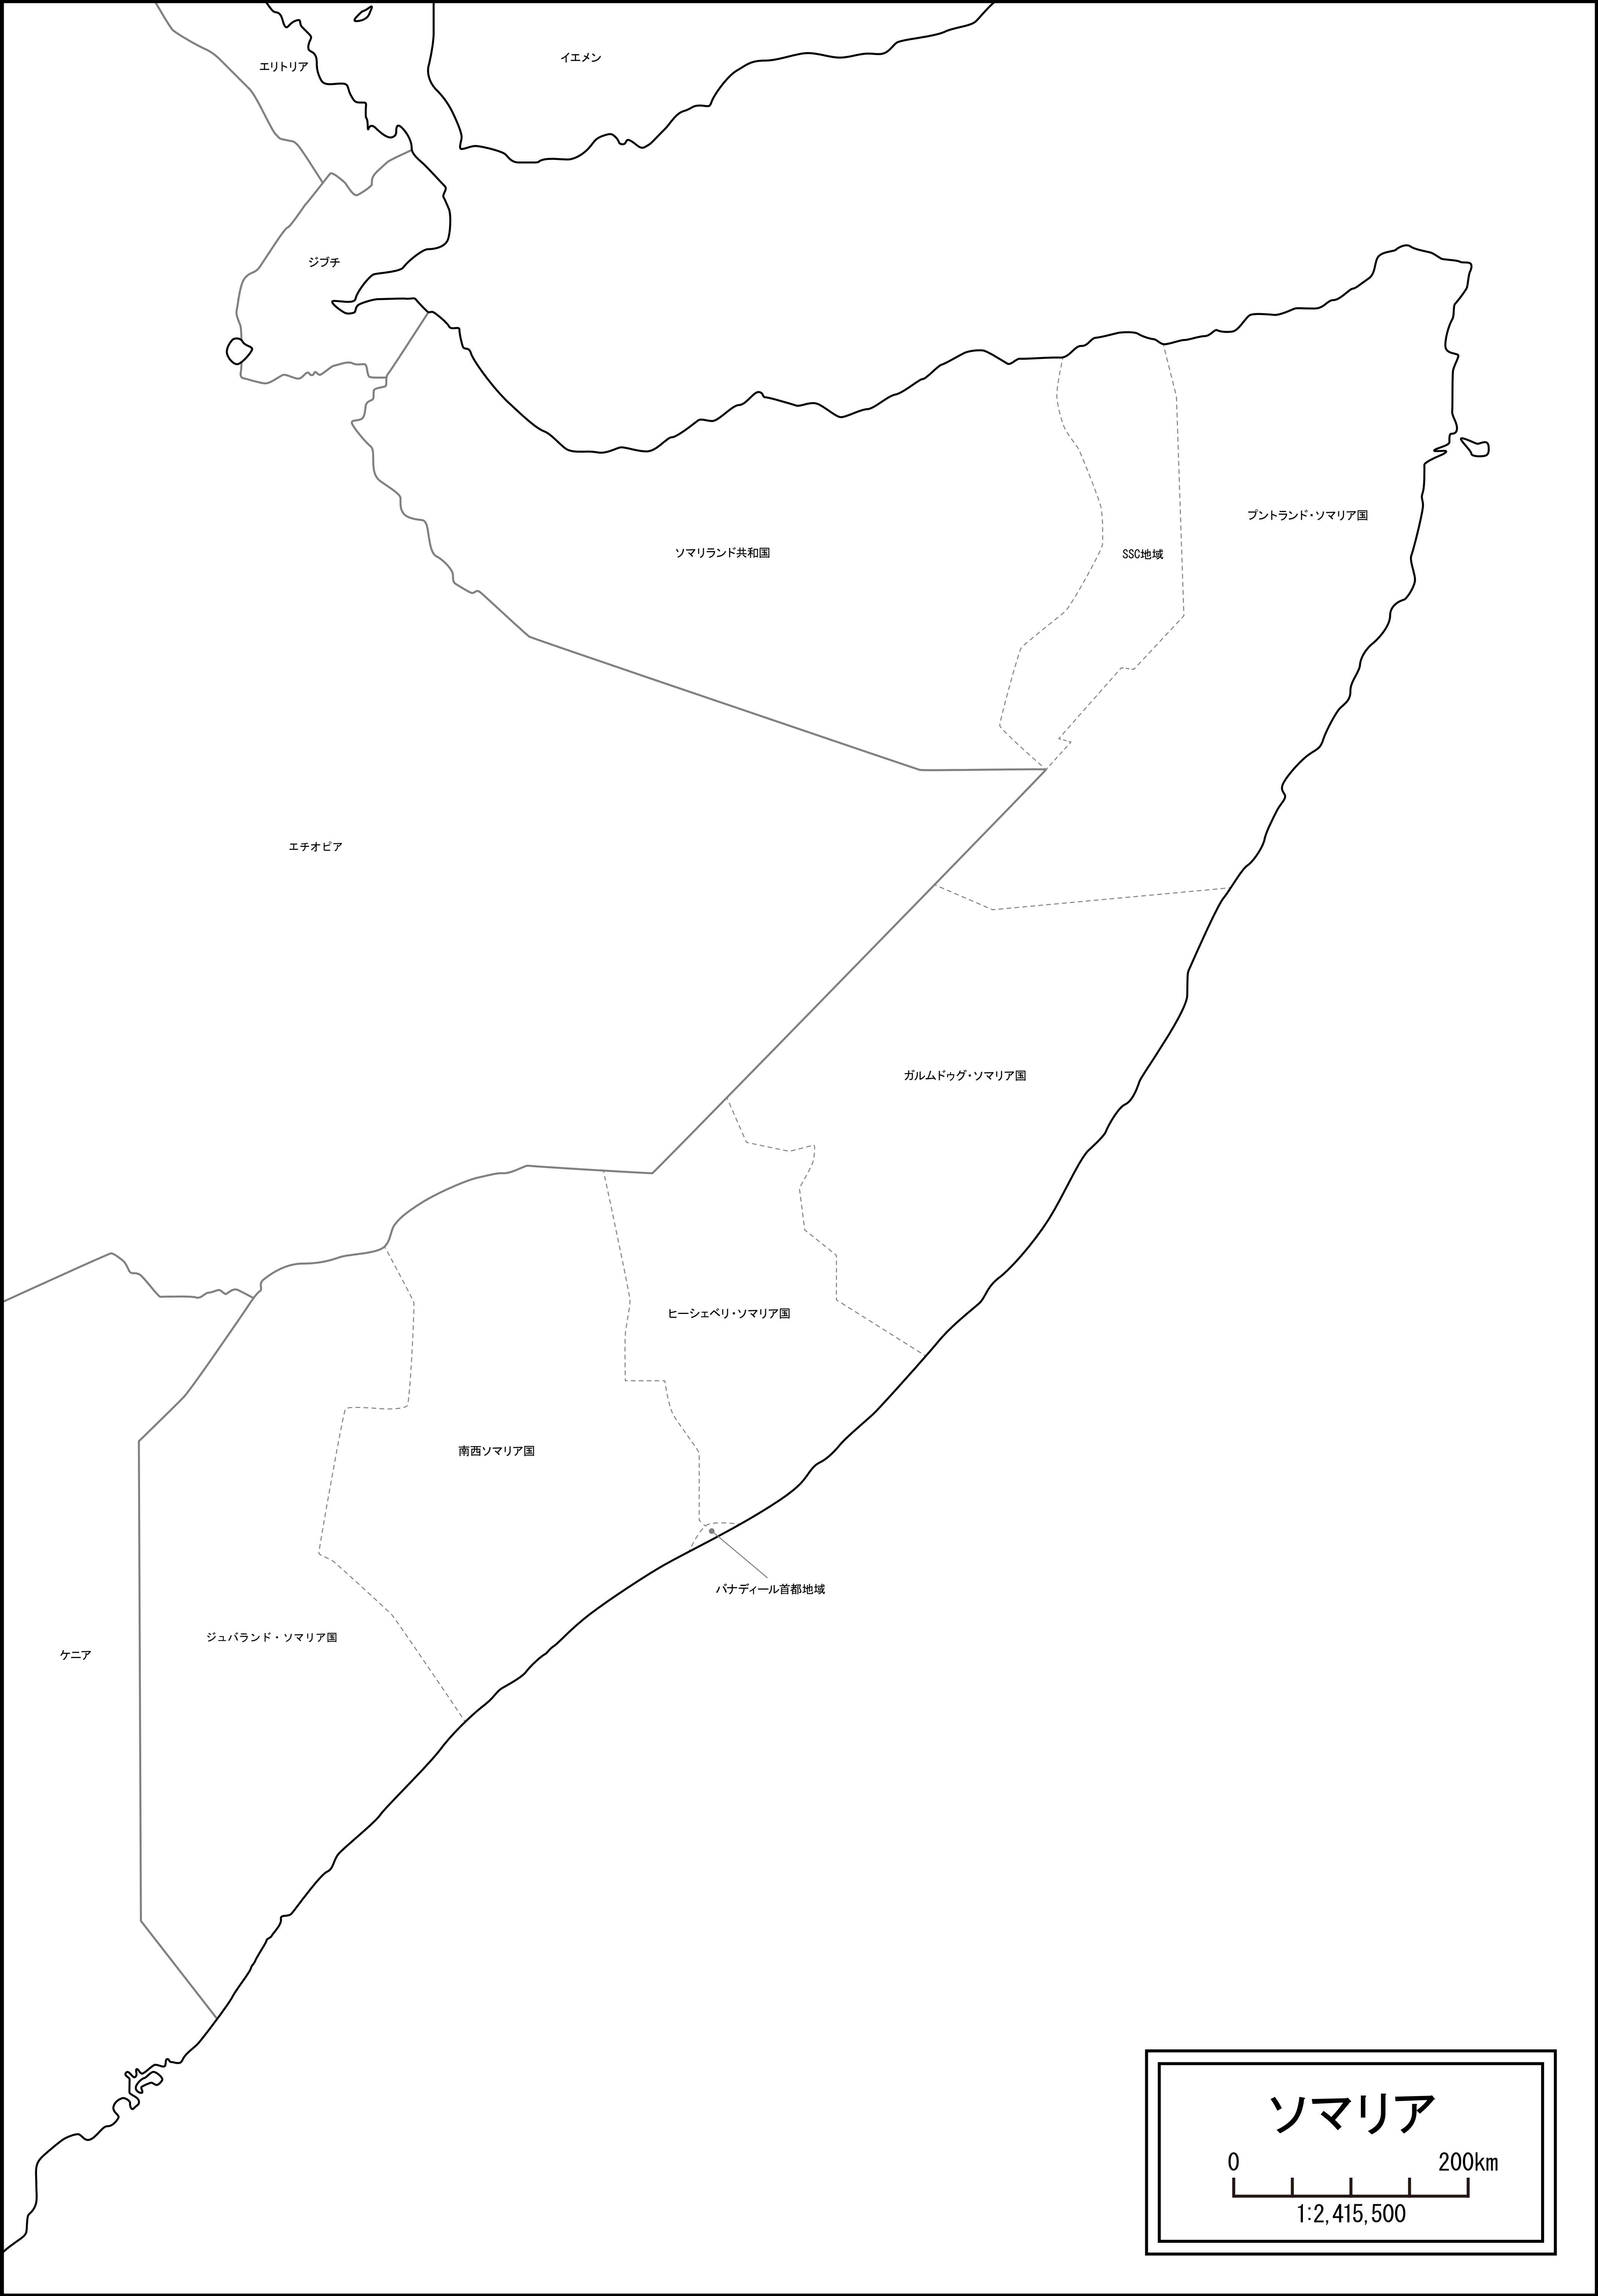 イエメン
エリトリア
ジブチ
プントランド・ソマリア国
ソマリランド共和国
SSC地域
エチオピア
ガルムドゥグ・ソマリア国
ヒーシェベリ・ソマリア国
南西ソマリア国
バナディール首都地域
ジュバランド・ソマリア国
ケニア
ソマリア
0 200km
1:2,415,500